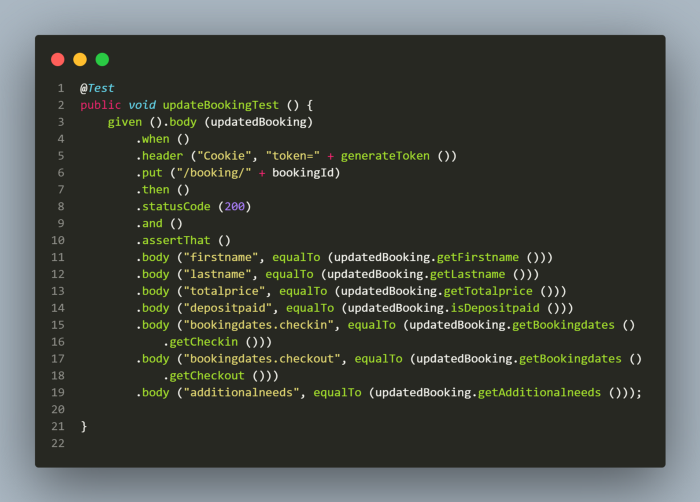 1 @Test
2 public void updateBookingTest () {
3 given ().body (updatedBooking)
4 .when ()
5 .header ("Cookie", "token=" + generateToken ())
6 .put ("/booking/" + bookingId)
7 .then ()
8 .statusCode (200)
9 .and ()
10 .assertThat ()
11 .body ("firstname", equalTo (updatedBooking.getFirstname ()))
12 .body ("lastname", equalTo (updatedBooking.getLastname ()))
13 .body ("totalprice", equalTo (updatedBooking.getTotalprice ()))
14 .body ("depositpaid", equalTo (updatedBooking.isDepositpaid ()))
15 .body ("bookingdates.checkin", equalTo (updatedBooking.getBookingdates ()
16 .getCheckin ()))
17 .body ("bookingdates.checkout", equalTo (updatedBooking.getBookingdates ()
18 .getCheckout ()))
19 .body ("additionalneeds", equalTo (updatedBooking.getAdditionalneeds ()));
20
21 }
22